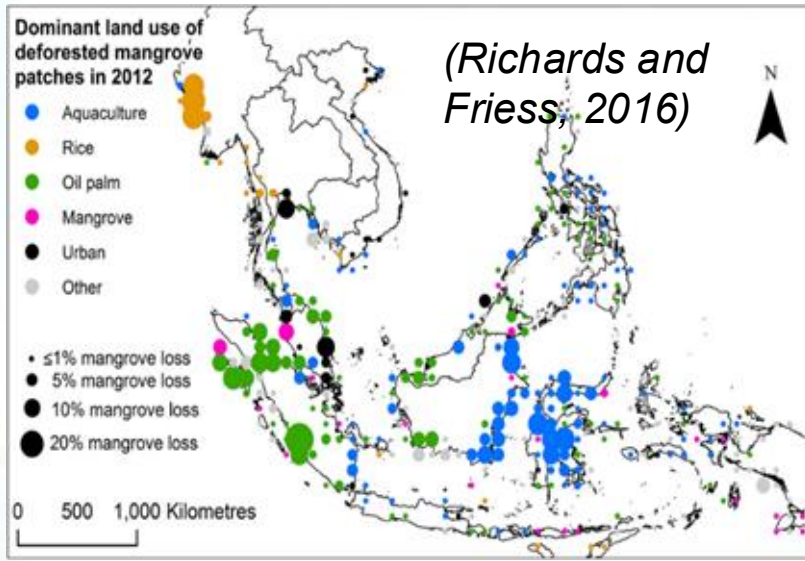 Dominant land use of
deforested mangrove
patches in 2012
Aquaculture
Rice
Oil palm
Mangrove
Urban
Other
≤1% mangrove loss
5% mangrove loss
10% mangrove loss
20% mangrove loss
0 500 1,000 Kilometres
(Richards and
Friess, 2016)
N